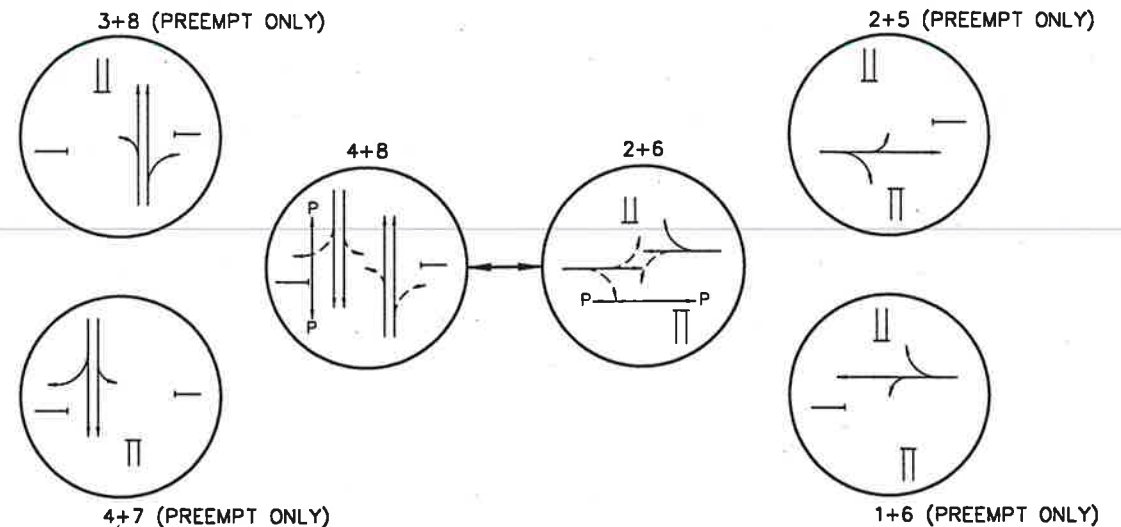 3+8 (PREEMPT ONLY)
2+5 (PREEMPT ONLY)
4+8
2+6
P
P
P
P
4+7 (PREEMPT ONLY)
1+6 (PREEMPT ONLY)